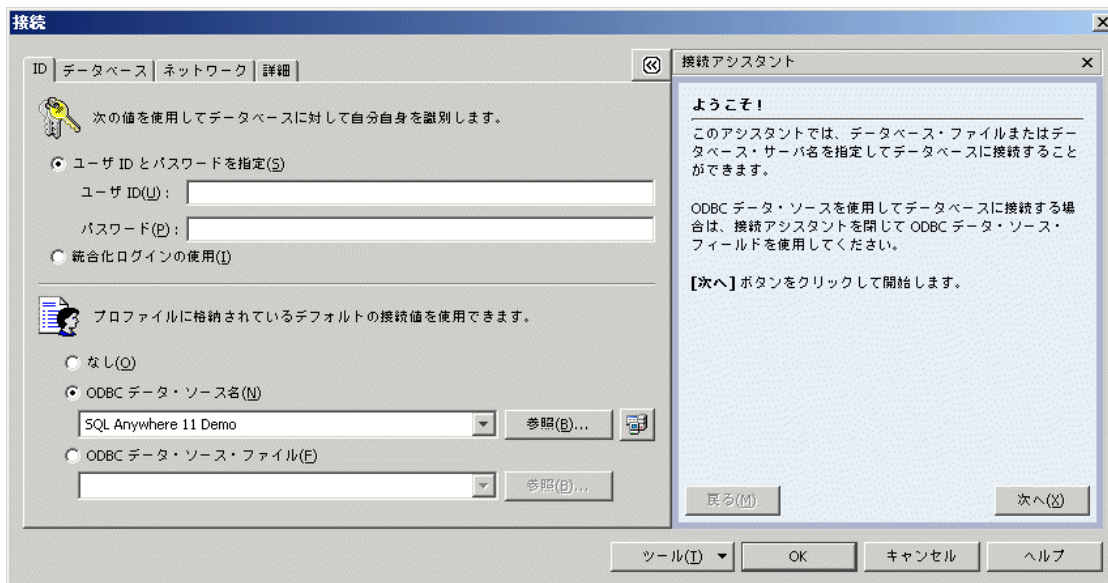 接続
ID データベース ネットワーク 詳細
次の値を使用してデータベースに対して自分自身を識別します。
ユーザ ID とパスワードを指定(S)
ユーザ ID(U) :
パスワード(P) :
統合化ログインの使用(I)
プロファイルに格納されているデフォルトの接続値を使用できます。
なし(O)
ODBC データ・ソース名(N)
SQL Anywhere 11 Demo
参照(B)...
ODBC データ・ソース・ファイル(F)
参照(B)...
接続アシスタント
ようこそ!
このアシスタントでは、データベース・ファイルまたはデー
タベース・サーバ名を指定してデータベースに接続すること
ができます。
ODBC データ・ソースを使用してデータベースに接続する場
合は、接続アシスタントを閉じて ODBC データ・ソース・
フィールドを使用してください。
[次へ] ボタンをクリックして開始します。
戻る(M)
次へ(X)
ツール(T)
OK
キャンセル
ヘルプ